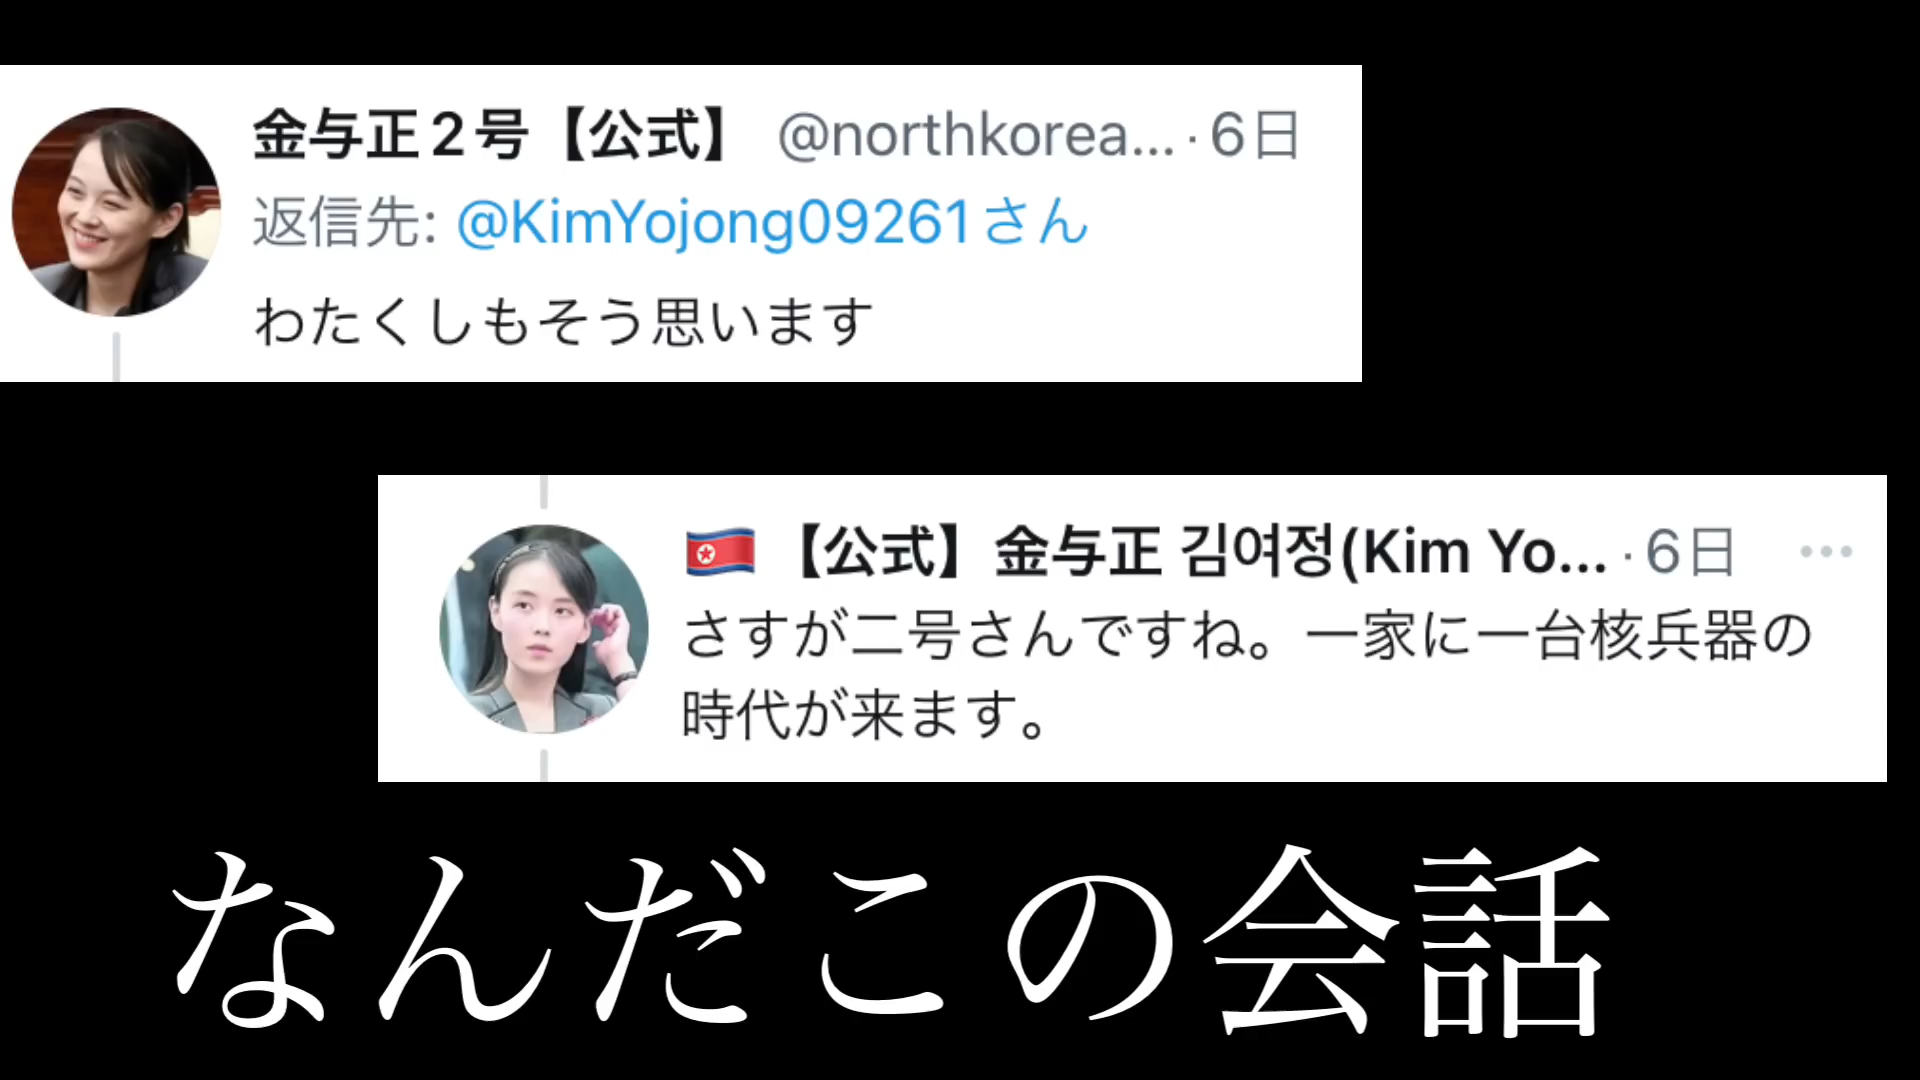 金与正2号【公式】 @northkorea... · 6日
返信先: @KimYojong09261さん
わたくしもそう思います
🇰🇵【公式】金与正 김여정(Kim Yo... · 6日
さすが二号さんですね。一家に一台核兵器の
時代が来ます。
なんだこの会話